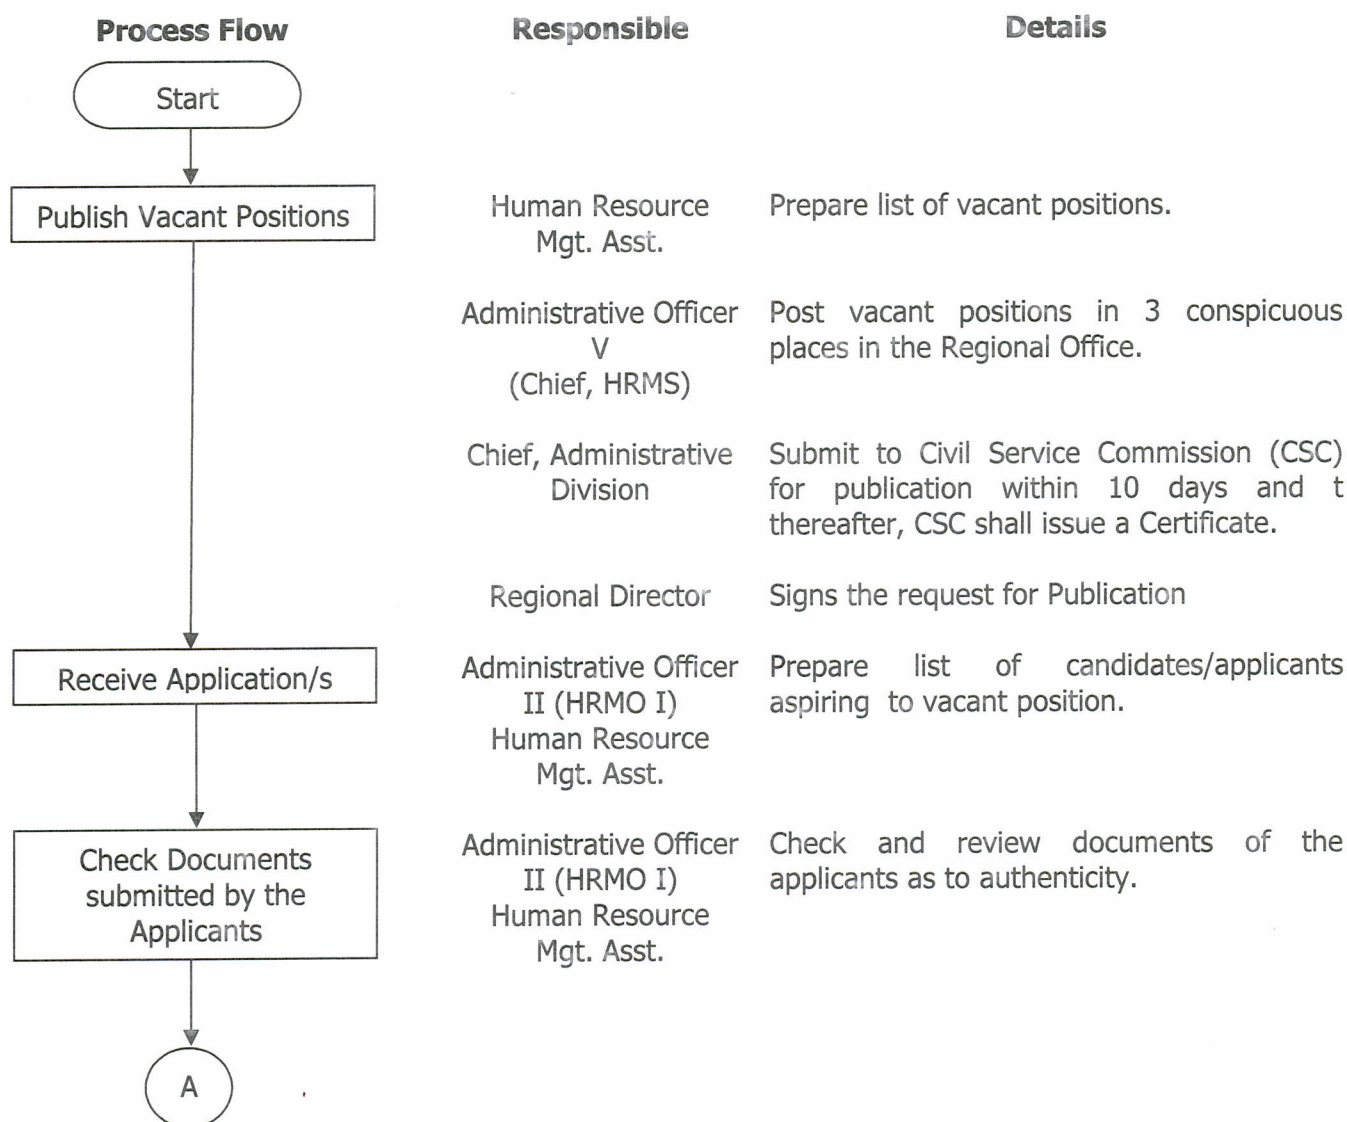 Process Flow Responsible Details
Start
Publish Vacant Positions
Human Resource
Mgt. Asst.
Prepare list of vacant positions.
Administrative Officer
V
(Chief, HRMS)
Post vacant positions in 3 conspicuous
places in the Regional Office.
Chief, Administrative
Division
Submit to Civil Service Commission (CSC)
for publication within 10 days and t
thereafter, CSC shall issue a Certificate.
Regional Director
Signs the request for Publication
Receive Application/s
Administrative Officer
II (HRMO I)
Human Resource
Mgt. Asst.
Prepare list of candidates/applicants
aspiring to vacant position.
Check Documents
submitted by the
Applicants
Administrative Officer
II (HRMO I)
Human Resource
Mgt. Asst.
Check and review documents of the
applicants as to authenticity.
A